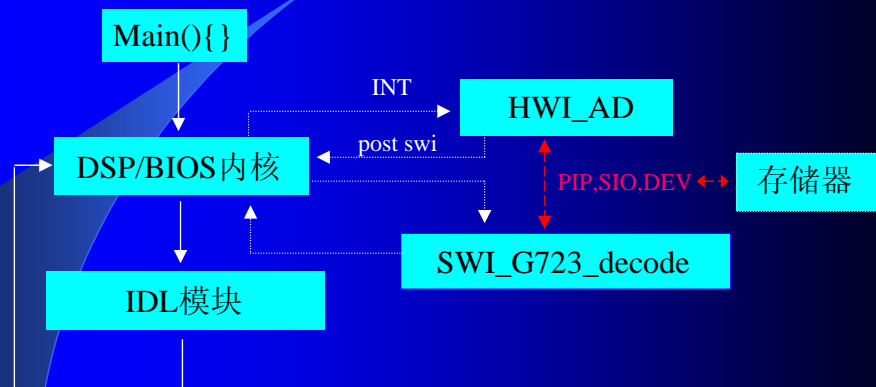 Main(){}
INT
HWI_AD
post swi
DSP/BIOS内核
PIP,SIO,DEV
存储器
SWI_G723_decode
IDL模块